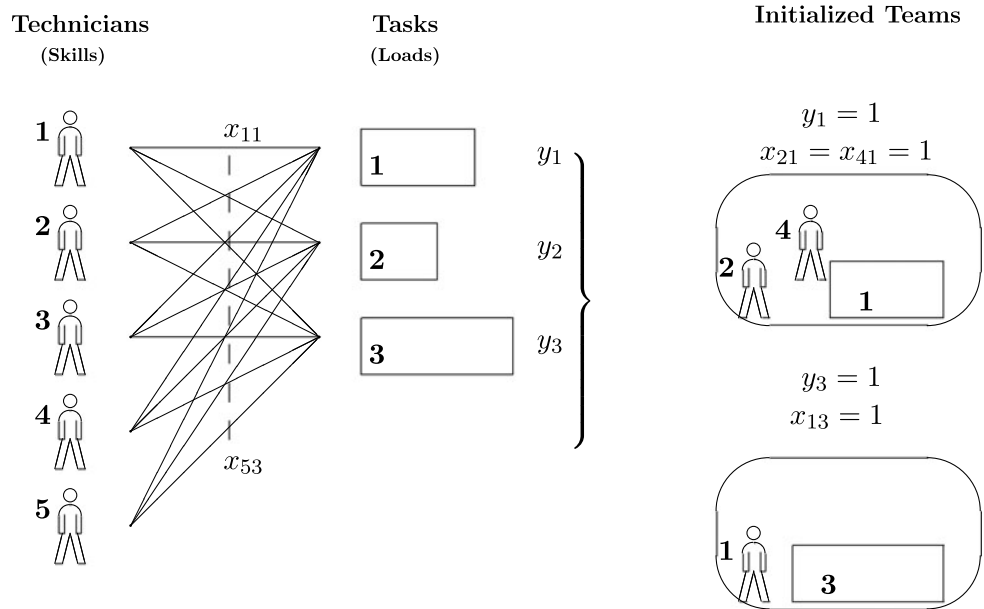 Technicians
(Skills)
Tasks
(Loads)
Initialized Teams
1
2
3
4
5
x11
x53
1
2
3
y1
y2
y3
y1 = 1
x21 = x41 = 1
4
2
1
y3 = 1
x13 = 1
1
3